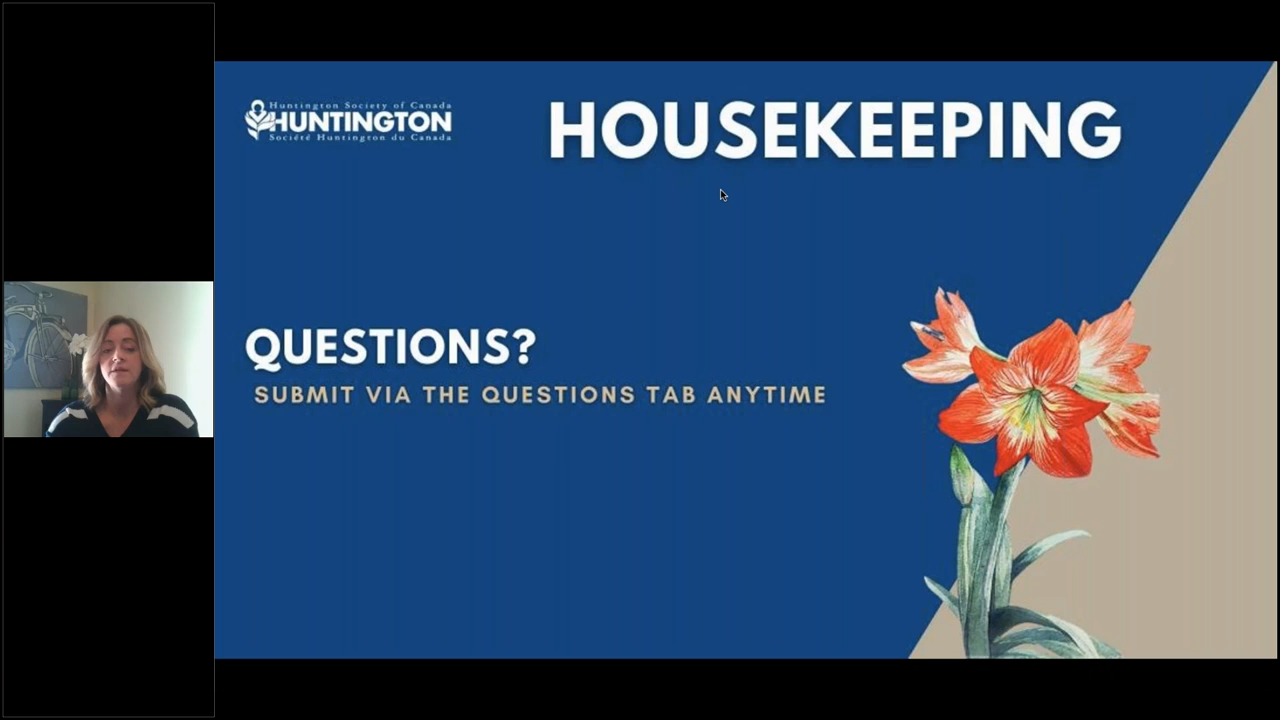 Huntington Society of Canada
HUNTINGTON
Société Huntington du Canada
HOUSEKEEPING
QUESTIONS?
SUBMIT VIA THE QUESTIONS TAB ANYTIME